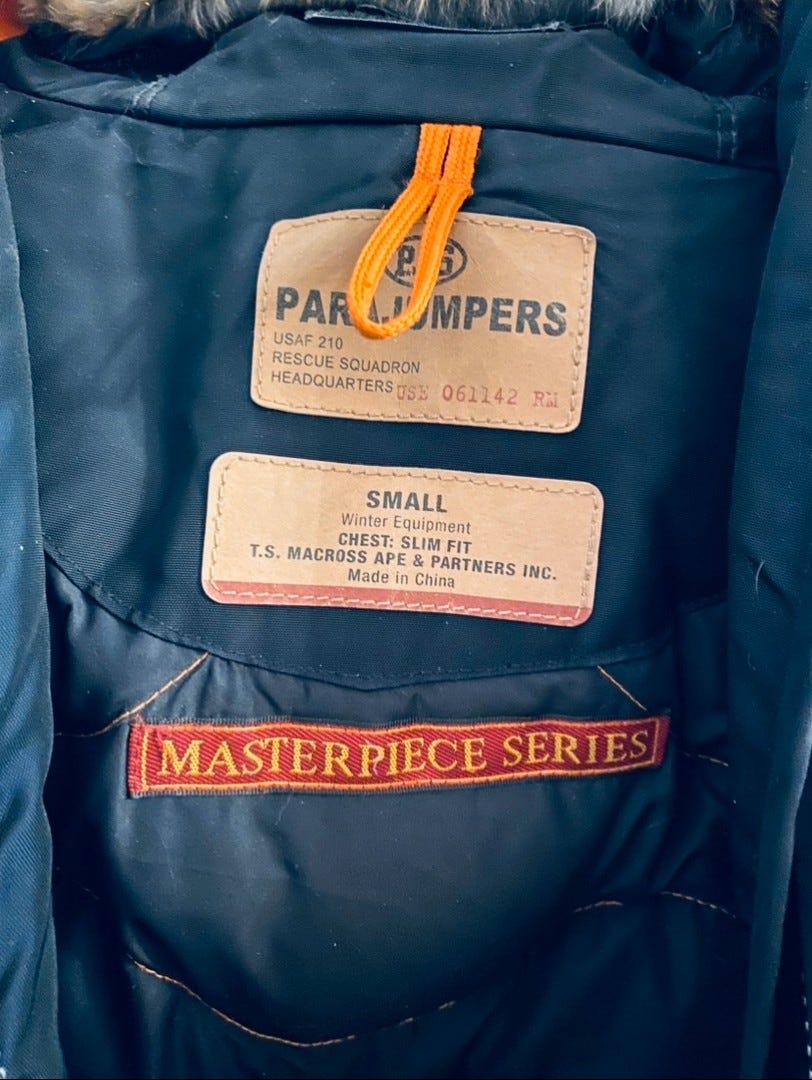 PARAJUMPERS
USAF 210
RESCUE SQUADRON
HEADQUARTERS USE 061142 RM
SMALL
Winter Equipment
CHEST: SLIM FIT
T.S. MACROSS APE & PARTNERS INC.
Made in China
MASTERPIECE SERIES